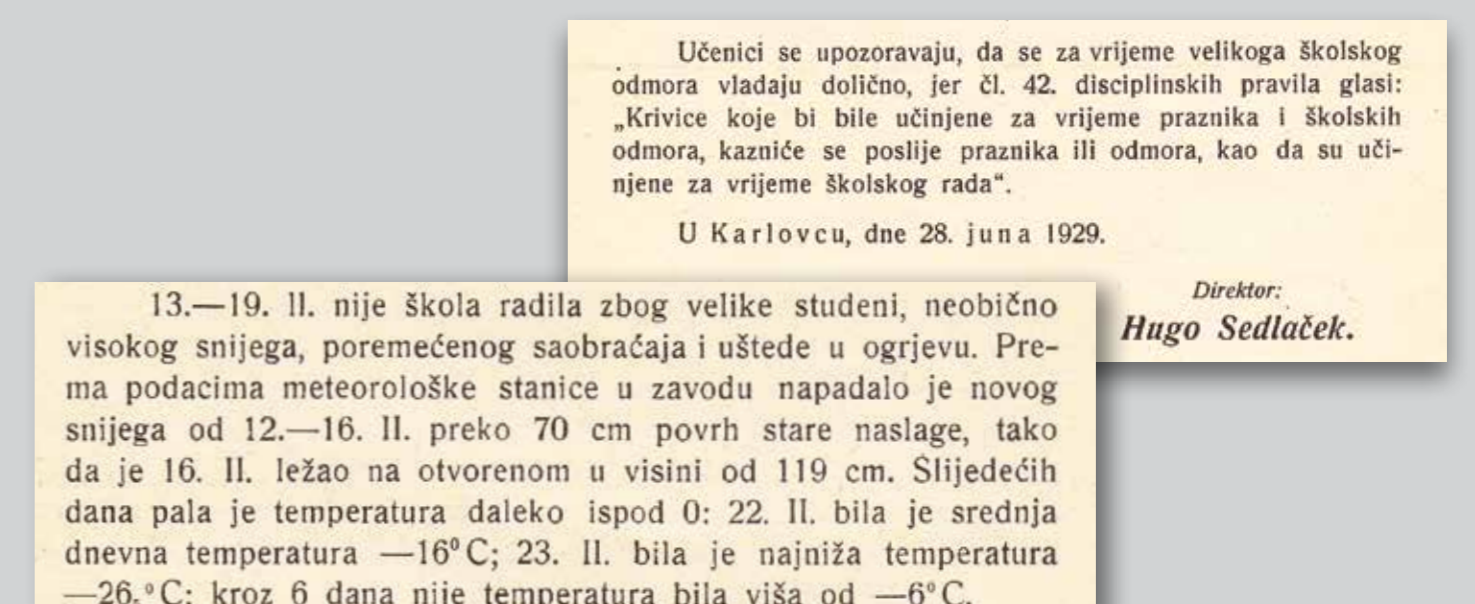 Učenici se upozoravaju, da se za vrijeme velikoga školskog
odmora vladaju dolično, jer čl. 42. disciplinskih pravila glasi:
„Krivice koje bi bile učinjene za vrijeme praznika i školskih
odmora, kazniće se poslije praznika ili odmora, kao da su uči-
njene za vrijeme školskog rada“.
U Karlovcu, dne 28. juna 1929.
Direktor:
Hugo Sedlaček.
13.—19. II. nije škola radila zbog velike studeni, neobično
visokog snijega, poremećenog saobraćaja i uštede u ogrjevu. Pre-
ma podacima meteorološke stanice u zavodu napadalo je novog
snijega od 12.—16. II. preko 70 cm povrh stare naslage, tako
da je 16. II. ležao na otvorenom u visini od 119 cm. Slijedećih
dana pala je temperatura daleko ispod 0: 22. II. bila je srednja
dnevna temperatura —16° C; 23. II. bila je najniža temperatura
—26.° C; kroz 6 dana nije temperatura bila viša od —6° C.